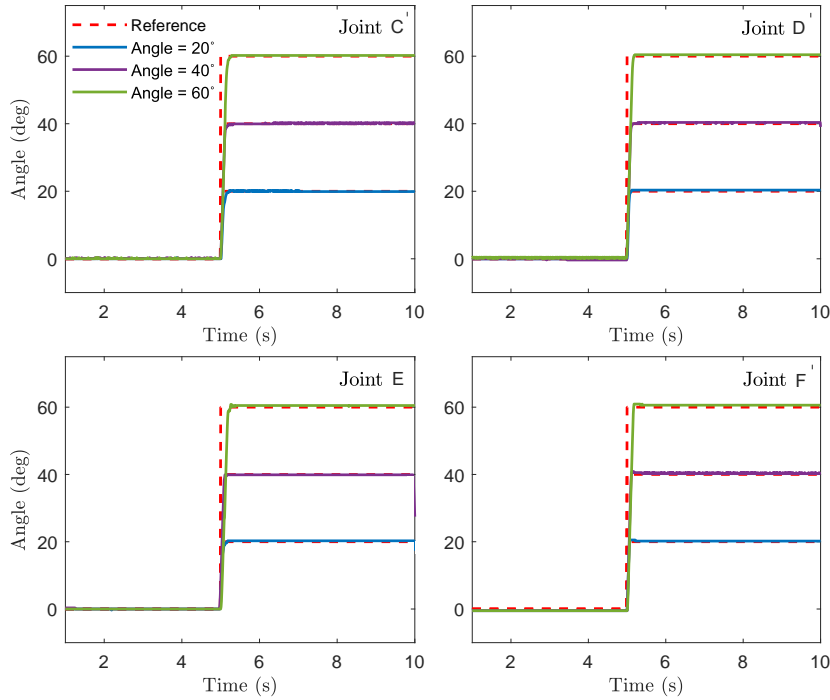 Joint C'
Reference
Angle = 20°
Angle = 40°
Angle = 60°
60
40
20
0
Angle (deg)
2 4 6 8 10
Time (s)
Joint D'
60
40
20
0
2 4 6 8 10
Time (s)
Joint E
60
40
20
0
Angle (deg)
2 4 6 8 10
Time (s)
Joint F'
60
40
20
0
2 4 6 8 10
Time (s)